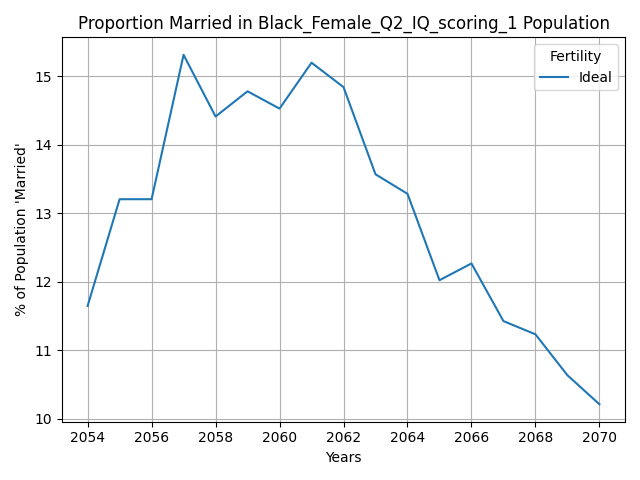 Proportion Married in Black_Female_Q2_IQ_scoring_1 Population
Fertility
Ideal
% of Population 'Married'
15
14
13
12
11
10
2054 2056 2058 2060 2062 2064 2066 2068 2070
Years